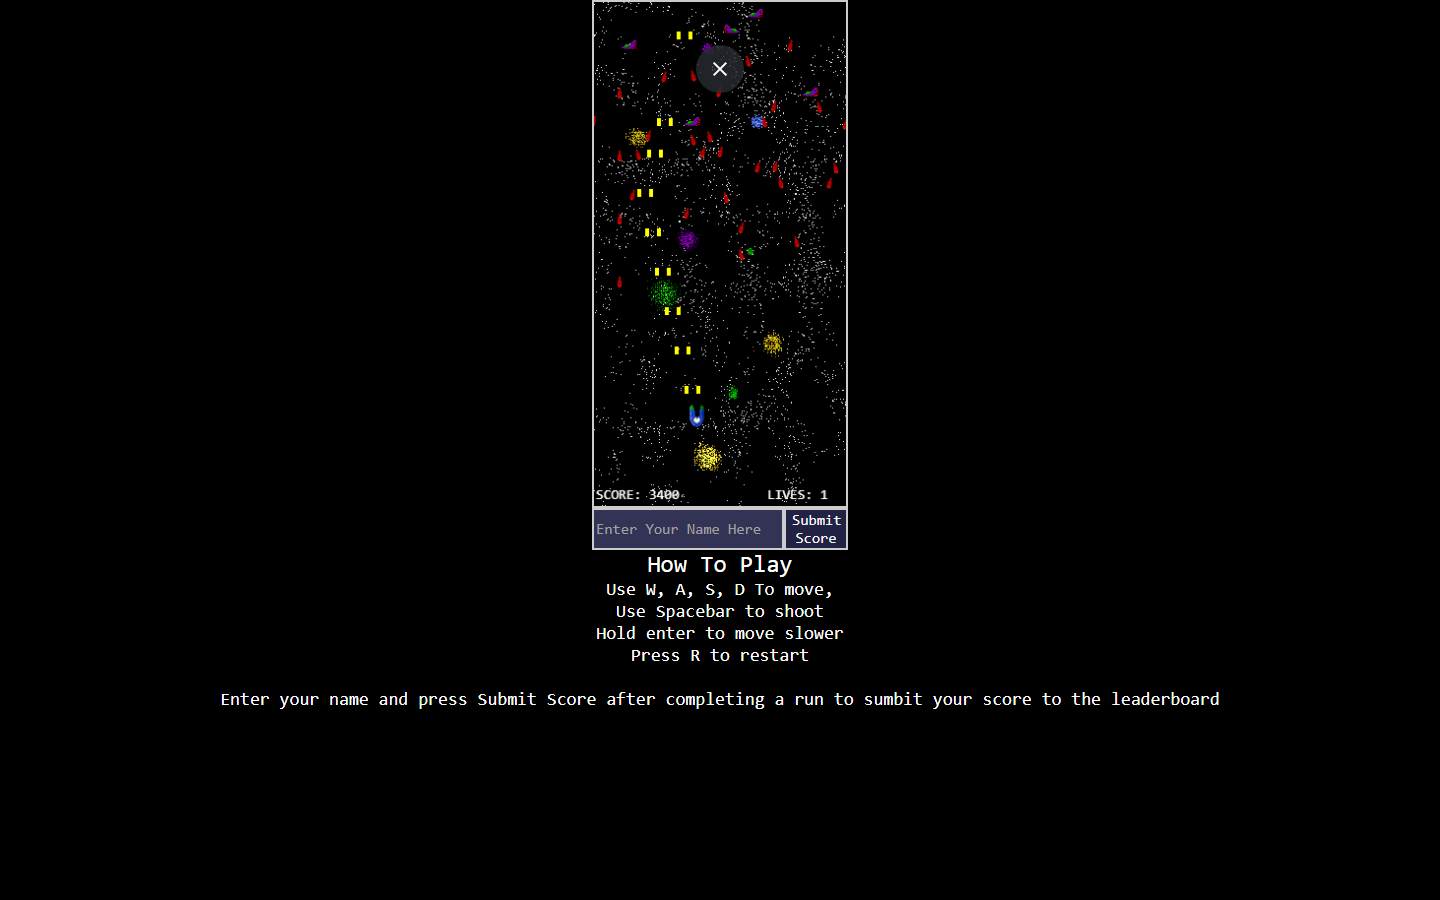 SCORE: 3400 LIVES: 1
Enter Your Name Here
Submit
Score
How To Play
Use W, A, S, D To move,
Use Spacebar to shoot
Hold enter to move slower
Press R to restart
Enter your name and press Submit Score after completing a run to sumbit your score to the leaderboard